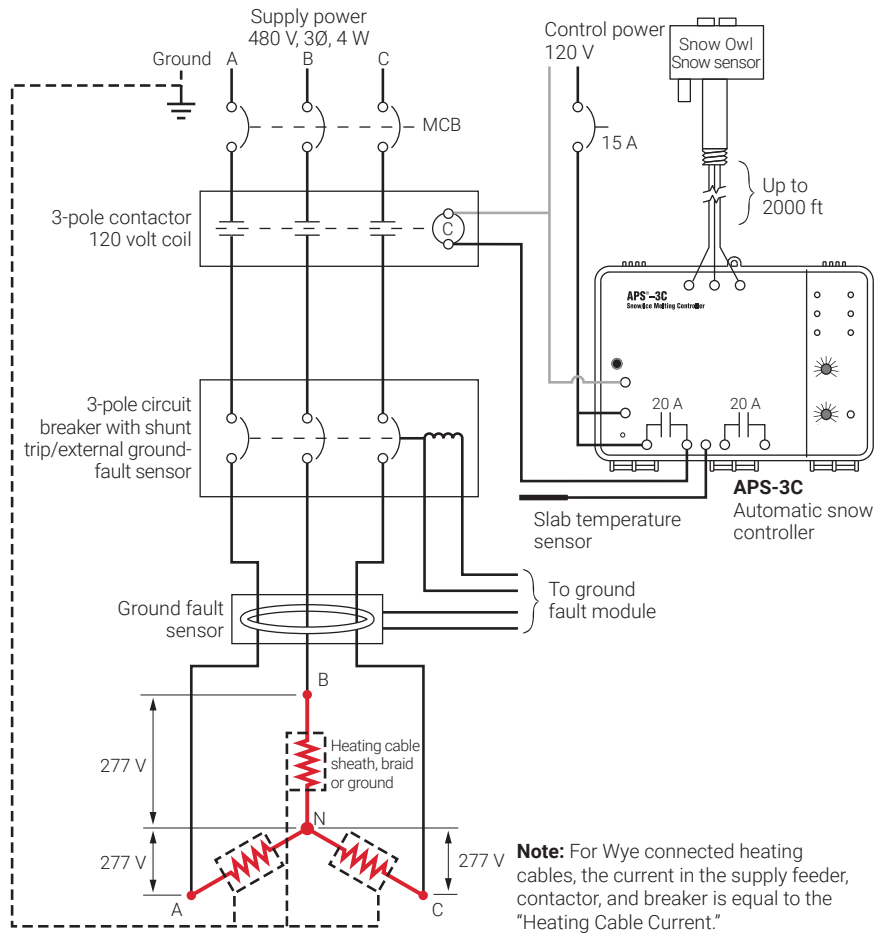 Supply power
480 V, 3Ø, 4 W
Ground
A
B
C
MCB
Control power
120 V
15 A
Snow Owl
Snow sensor
Up to
2000 ft
3-pole contactor
120 volt coil
C
APS®–3C
Snow/Ice Melting Controller
20 A
20 A
3-pole circuit
breaker with shunt
trip/external ground-
fault sensor
APS-3C
Automatic snow
controller
Slab temperature
sensor
To ground
fault module
Ground fault
sensor
B
277 V
Heating cable
sheath, braid
or ground
N
277 V
277 V
A
C
Note: For Wye connected heating
cables, the current in the supply feeder,
contactor, and breaker is equal to the
“Heating Cable Current.”